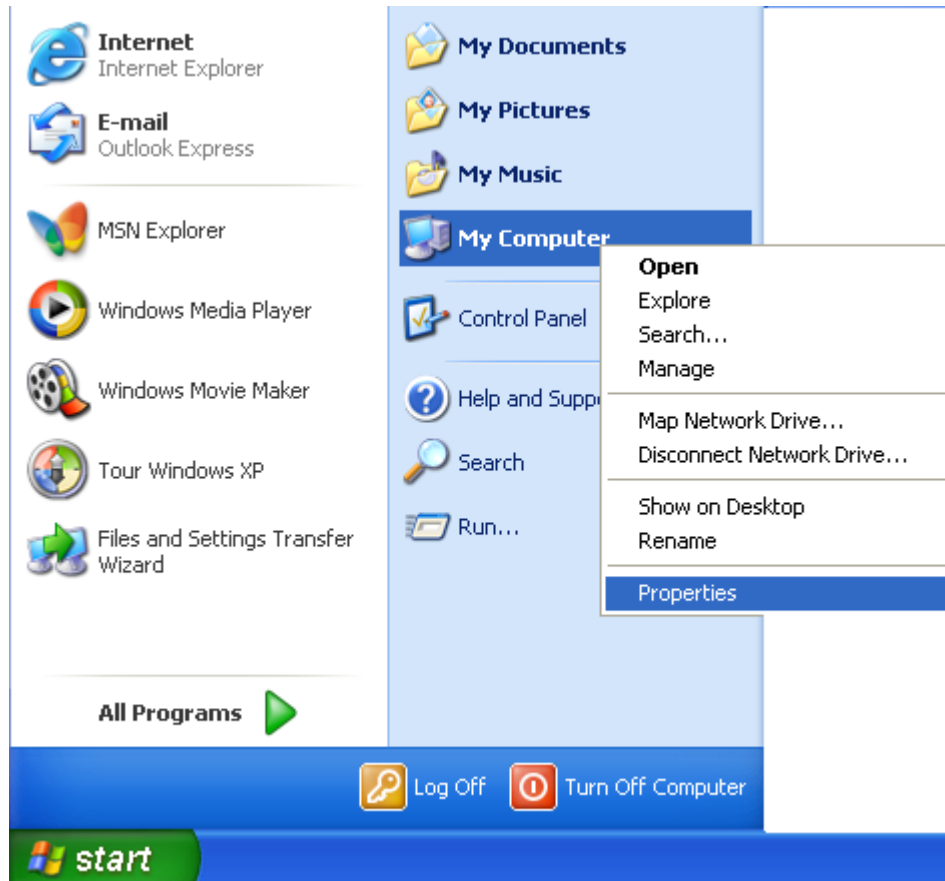 Internet
Internet Explorer
E-mail
Outlook Express
MSN Explorer
Windows Media Player
Windows Movie Maker
Tour Windows XP
Files and Settings Transfer
Wizard
All Programs
My Documents
My Pictures
My Music
My Computer
Control Panel
Help and Suppo
Search
Run...
Open
Explore
Search...
Manage
Map Network Drive...
Disconnect Network Drive...
Show on Desktop
Rename
Properties
Log Off
Turn Off Computer
start